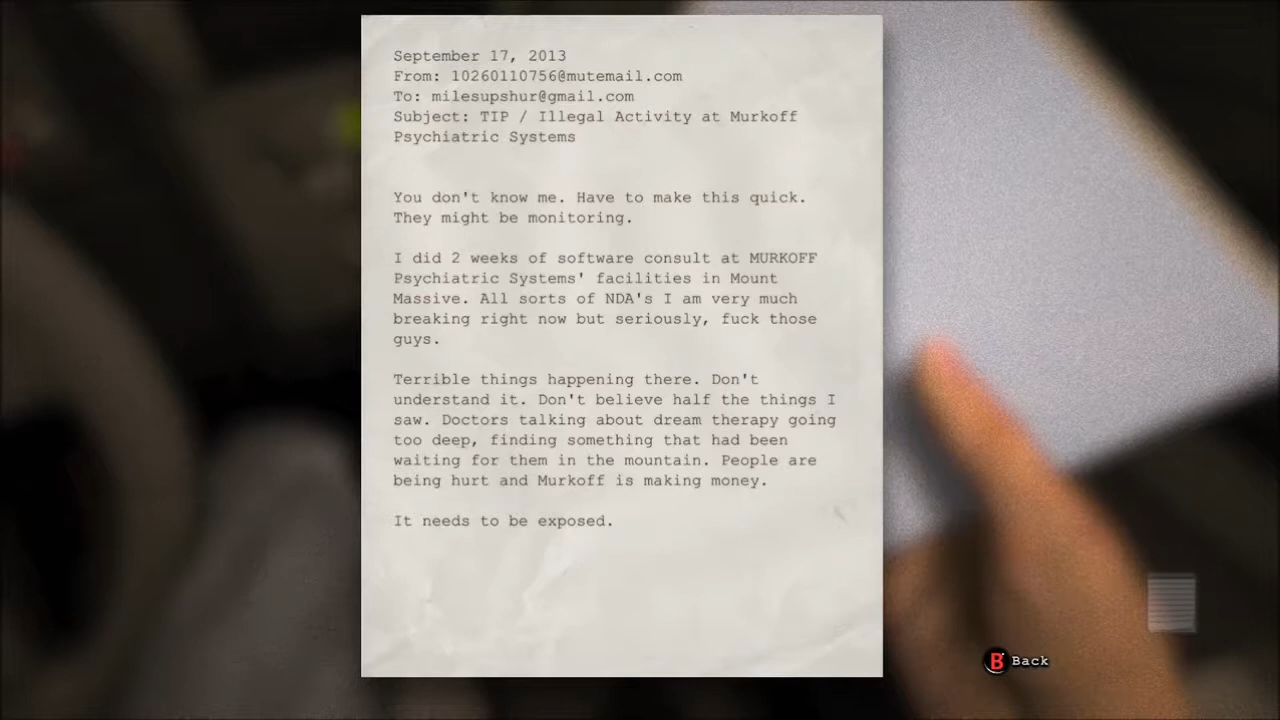 September 17, 2013
From: 10260110756@mutemail.com
To: milesupshur@gmail.com
Subject: TIP / Illegal Activity at Murkoff
Psychiatric Systems
You don't know me. Have to make this quick.
They might be monitoring.
I did 2 weeks of software consult at MURKOFF
Psychiatric Systems' facilities in Mount
Massive. All sorts of NDA's I am very much
breaking right now but seriously, fuck those
guys.
Terrible things happening there. Don't
understand it. Don't believe half the things I
saw. Doctors talking about dream therapy going
too deep, finding something that had been
waiting for them in the mountain. People are
being hurt and Murkoff is making money.
It needs to be exposed.
B Back